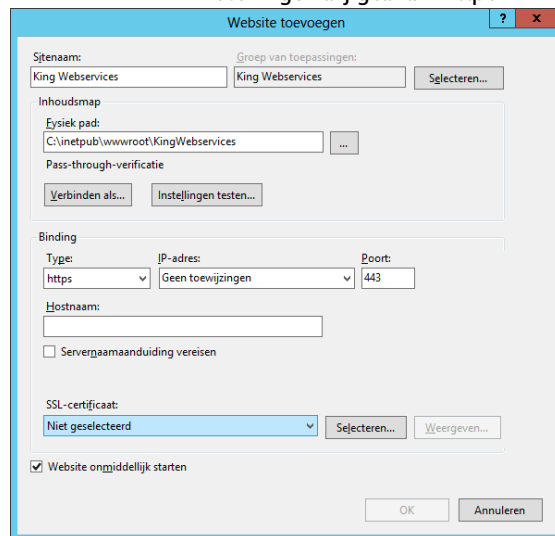 Website toevoegen
? x
Sitenaam: Groep van toepassingen:
King Webservices King Webservices Selecteren...
Inhoudsmap
Fysiek pad:
C:\inetpub\wwwroot\KingWebservices ...
Pass-through-verificatie
Verbinden als... Instellingen testen...
Binding
Type: IP-adres: Poort:
https Geen toewijzingen 443
Hostnaam:
Servernaamaanduiding vereisen
SSL-certificaat:
Niet geselecteerd Selecteren... Weergeven...
Website onmiddellijk starten
OK Annuleren